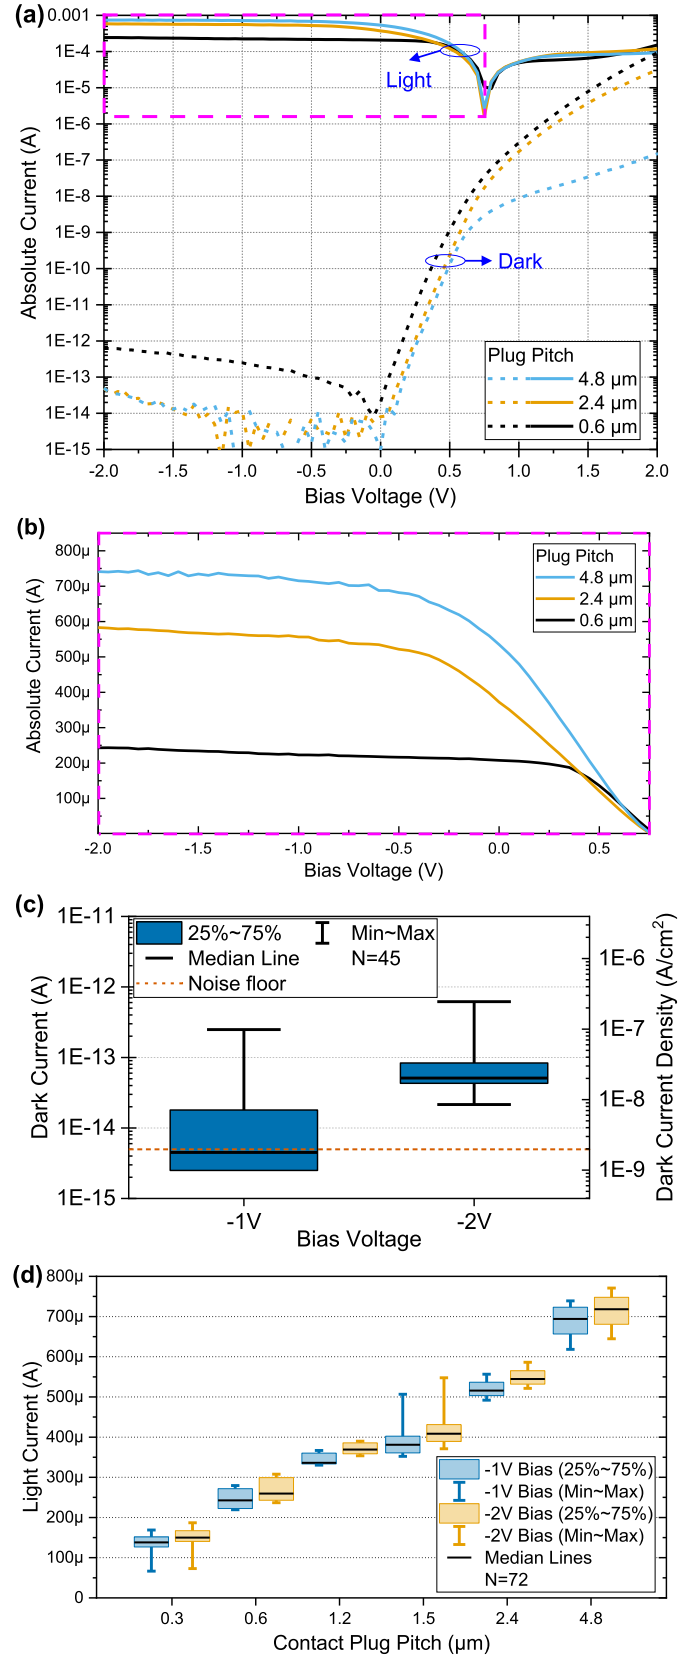 (a)
0.001
1E-4
1E-5
1E-6
1E-7
1E-8
1E-9
1E-10
1E-11
1E-12
1E-13
1E-14
1E-15
Absolute Current (A)
Light
Dark
Plug Pitch
4.8 µm
2.4 µm
0.6 µm
-2.0 -1.5 -1.0 -0.5 0.0 0.5 1.0 1.5 2.0
Bias Voltage (V)
(b)
800µ
700µ
600µ
500µ
400µ
300µ
200µ
100µ
Absolute Current (A)
Plug Pitch
4.8 µm
2.4 µm
0.6 µm
-2.0 -1.5 -1.0 -0.5 0.0 0.5
Bias Voltage (V)
(c)
1E-11
1E-12
1E-13
1E-14
1E-15
Dark Current (A)
25%~75% Min~Max
Median Line N=45
Noise floor
1E-6
1E-7
1E-8
1E-9
Dark Current Density (A/cm²)
-1V -2V
Bias Voltage
(d)
800µ
700µ
600µ
500µ
400µ
300µ
200µ
100µ
0
Light Current (A)
-1V Bias (25%~75%)
-1V Bias (Min~Max)
-2V Bias (25%~75%)
-2V Bias (Min~Max)
Median Lines
N=72
0.3 0.6 1.2 1.5 2.4 4.8
Contact Plug Pitch (µm)